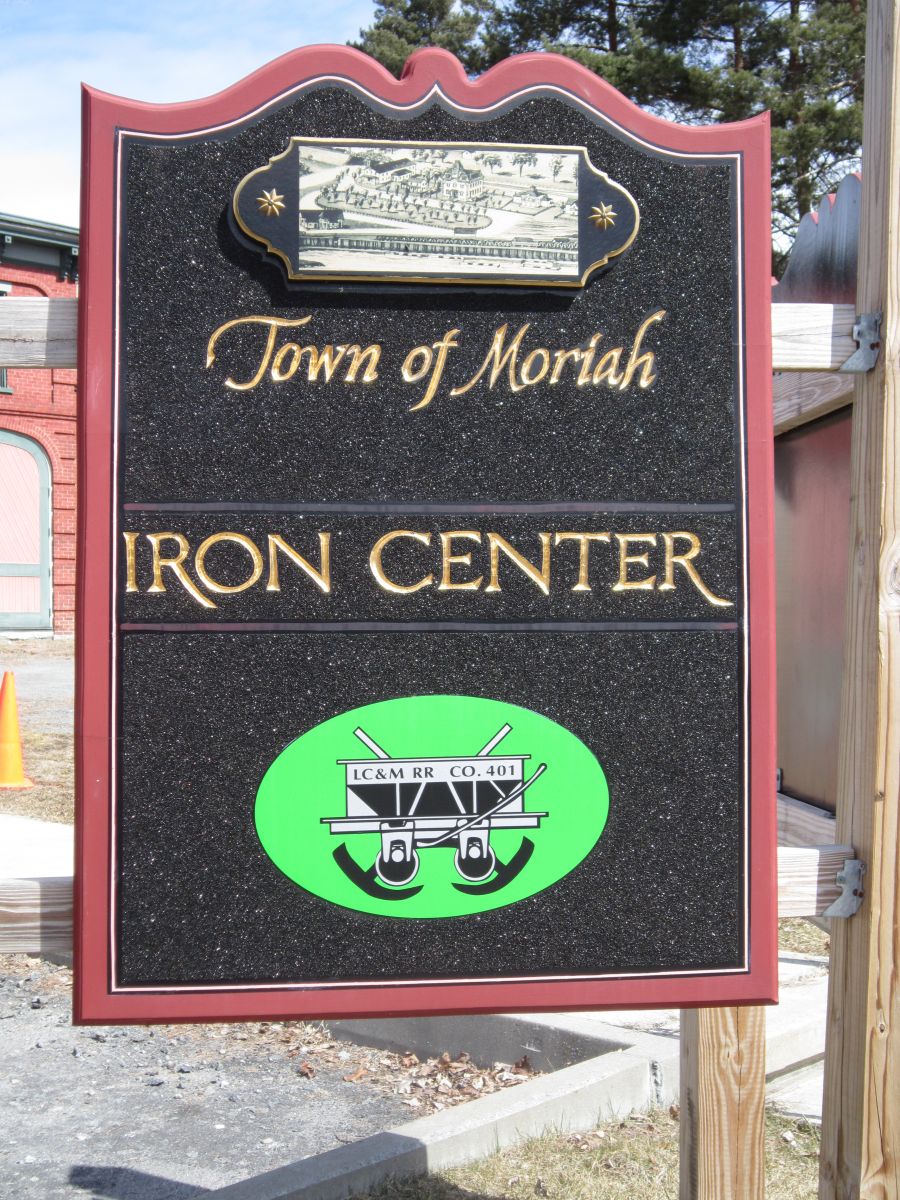 Town of Moriah
IRON CENTER
LC&M RR CO. 401